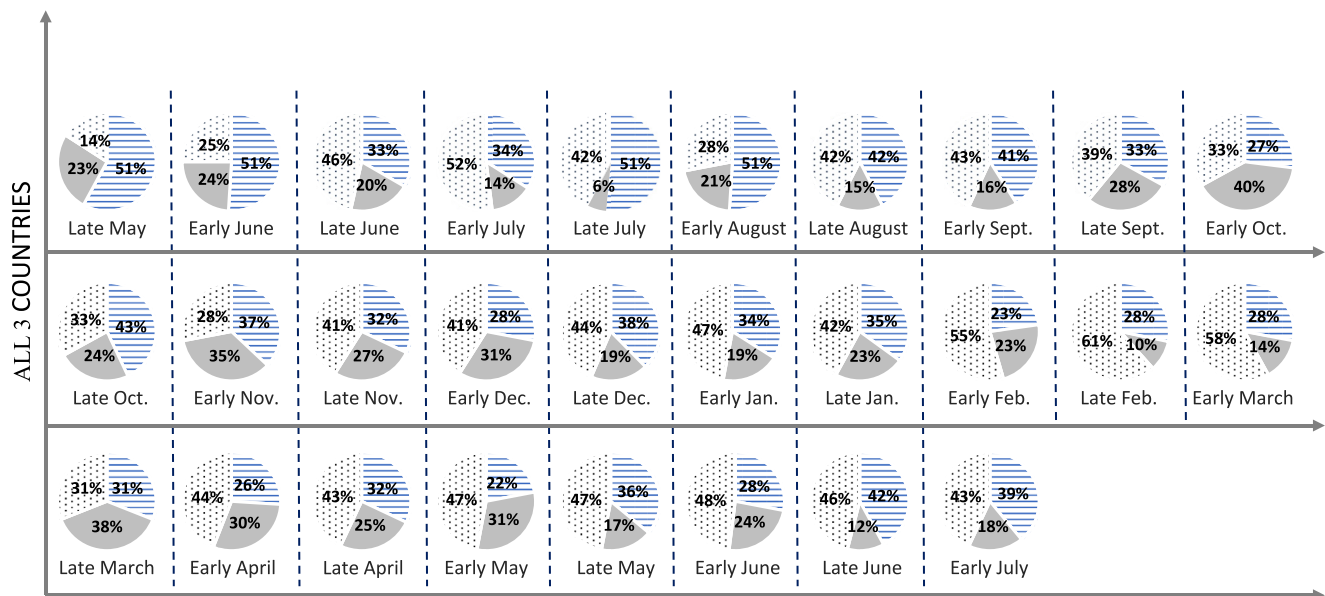 ALL 3 COUNTRIES
14% 51% 23%
Late May
25% 51% 24%
Early June
46% 33% 20%
Late June
52% 34% 14%
Early July
42% 51% 6%
Late July
28% 51% 21%
Early August
42% 42% 15%
Late August
43% 41% 16%
Early Sept.
39% 33% 28%
Late Sept.
33% 27% 40%
Early Oct.
33% 43% 24%
Late Oct.
28% 37% 35%
Early Nov.
41% 32% 27%
Late Nov.
41% 28% 31%
Early Dec.
44% 38% 19%
Late Dec.
47% 34% 19%
Early Jan.
42% 35% 23%
Late Jan.
55% 23% 23%
Early Feb.
61% 28% 10%
Late Feb.
58% 28% 14%
Early March
31% 31% 38%
Late March
44% 26% 30%
Early April
43% 32% 25%
Late April
47% 22% 31%
Early May
47% 36% 17%
Late May
48% 28% 24%
Early June
46% 42% 12%
Late June
43% 39% 18%
Early July